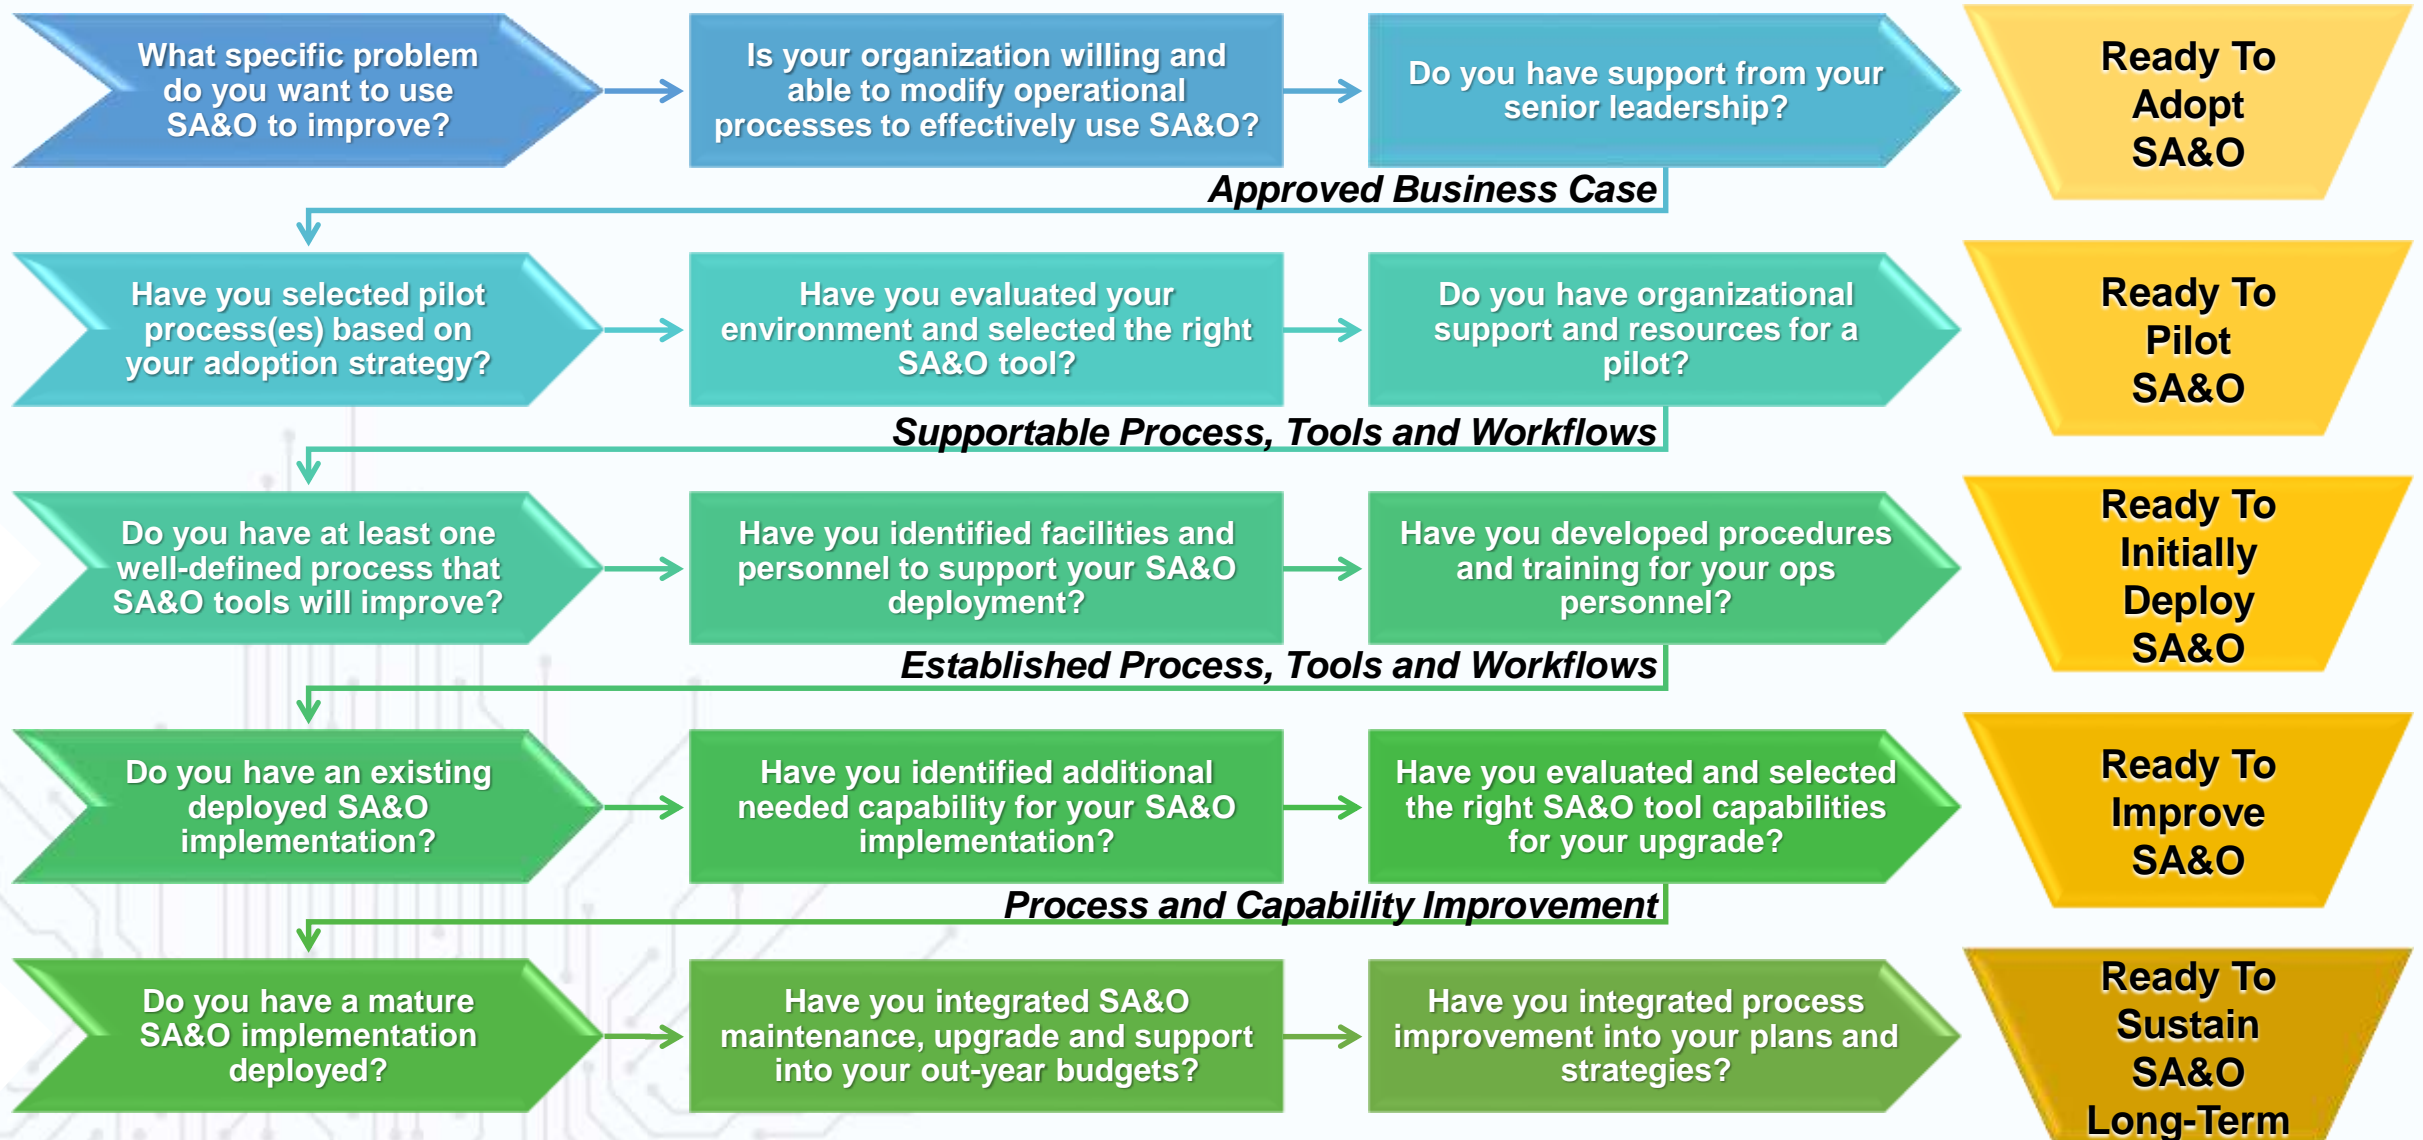 What specific problem
do you want to use
SA&O to improve?
Is your organization willing and
able to modify operational
processes to effectively use SA&O?
Do you have support from your
senior leadership?
Ready To
Adopt
SA&O
Approved Business Case
Have you selected pilot
process(es) based on
your adoption strategy?
Have you evaluated your
environment and selected the right
SA&O tool?
Do you have organizational
support and resources for a
pilot?
Ready To
Pilot
SA&O
Supportable Process, Tools and Workflows
Do you have at least one
well-defined process that
SA&O tools will improve?
Have you identified facilities and
personnel to support your SA&O
deployment?
Have you developed procedures
and training for your ops
personnel?
Ready To
Initially
Deploy
SA&O
Established Process, Tools and Workflows
Do you have an existing
deployed SA&O
implementation?
Have you identified additional
needed capability for your SA&O
implementation?
Have you evaluated and selected
the right SA&O tool capabilities
for your upgrade?
Ready To
Improve
SA&O
Process and Capability Improvement
Do you have a mature
SA&O implementation
deployed?
Have you integrated SA&O
maintenance, upgrade and support
into your out-year budgets?
Have you integrated process
improvement into your plans and
strategies?
Ready To
Sustain
SA&O
Long-Term